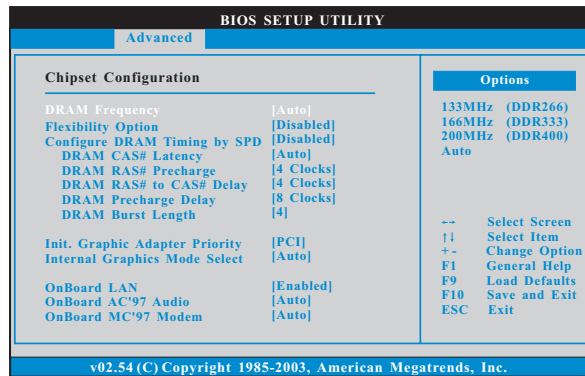 BIOS SETUP UTILITY
Advanced
Chipset Configuration
DRAM Frequency [Auto]
Flexibility Option [Disabled]
Configure DRAM Timing by SPD [Disabled]
DRAM CAS# Latency [Auto]
DRAM RAS# Precharge [4 Clocks]
DRAM RAS# to CAS# Delay [4 Clocks]
DRAM Precharge Delay [8 Clocks]
DRAM Burst Length [4]
Init. Graphic Adapter Priority [PCI]
Internal Graphics Mode Select [Auto]
OnBoard LAN [Enabled]
OnBoard AC'97 Audio [Auto]
OnBoard MC'97 Modem [Auto]
Options
133MHz (DDR266)
166MHz (DDR333)
200MHz (DDR400)
Auto
←→ Select Screen
↑↓ Select Item
+ - Change Option
F1 General Help
F9 Load Defaults
F10 Save and Exit
ESC Exit
v02.54 (C) Copyright 1985-2003, American Megatrends, Inc.